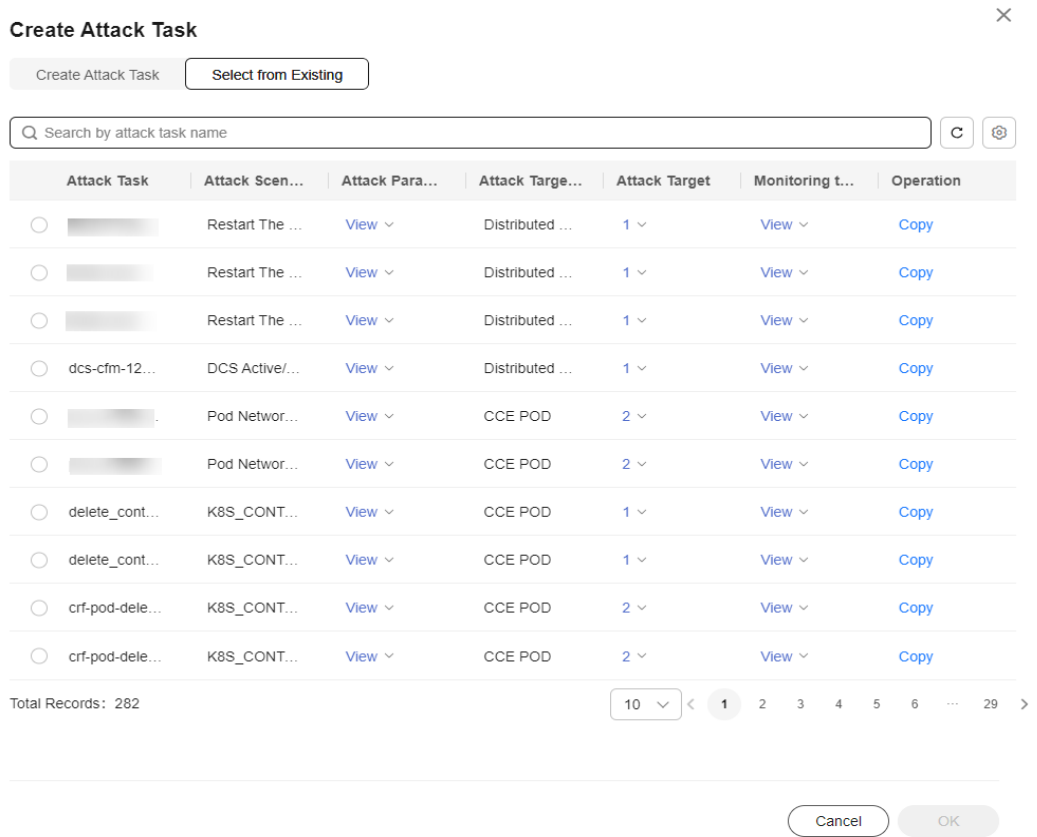 Create Attack Task
Create Attack Task Select from Existing
Search by attack task name
Attack Task Attack Scen... Attack Para... Attack Targe... Attack Target Monitoring t... Operation
Restart The ... View Distributed ... 1 View Copy
Restart The ... View Distributed ... 1 View Copy
Restart The ... View Distributed ... 1 View Copy
dcs-cfm-12... DCS Active/... View Distributed ... 1 View Copy
Pod Networ... View CCE POD 2 View Copy
Pod Networ... View CCE POD 2 View Copy
delete_cont... K8S_CONT... View CCE POD 1 View Copy
delete_cont... K8S_CONT... View CCE POD 1 View Copy
crf-pod-dele... K8S_CONT... View CCE POD 2 View Copy
crf-pod-dele... K8S_CONT... View CCE POD 2 View Copy
Total Records: 282 10 1 2 3 4 5 6 ... 29
Cancel OK